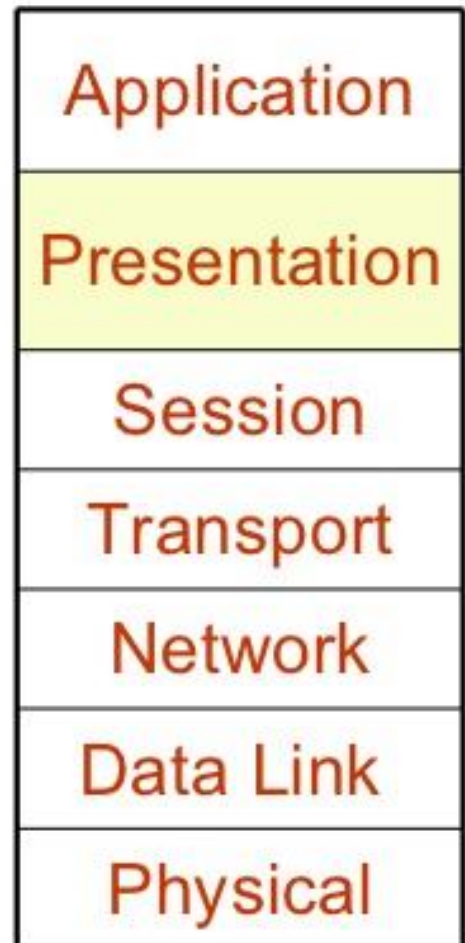 Application
Presentation
Session
Transport
Network
Data Link
Physical